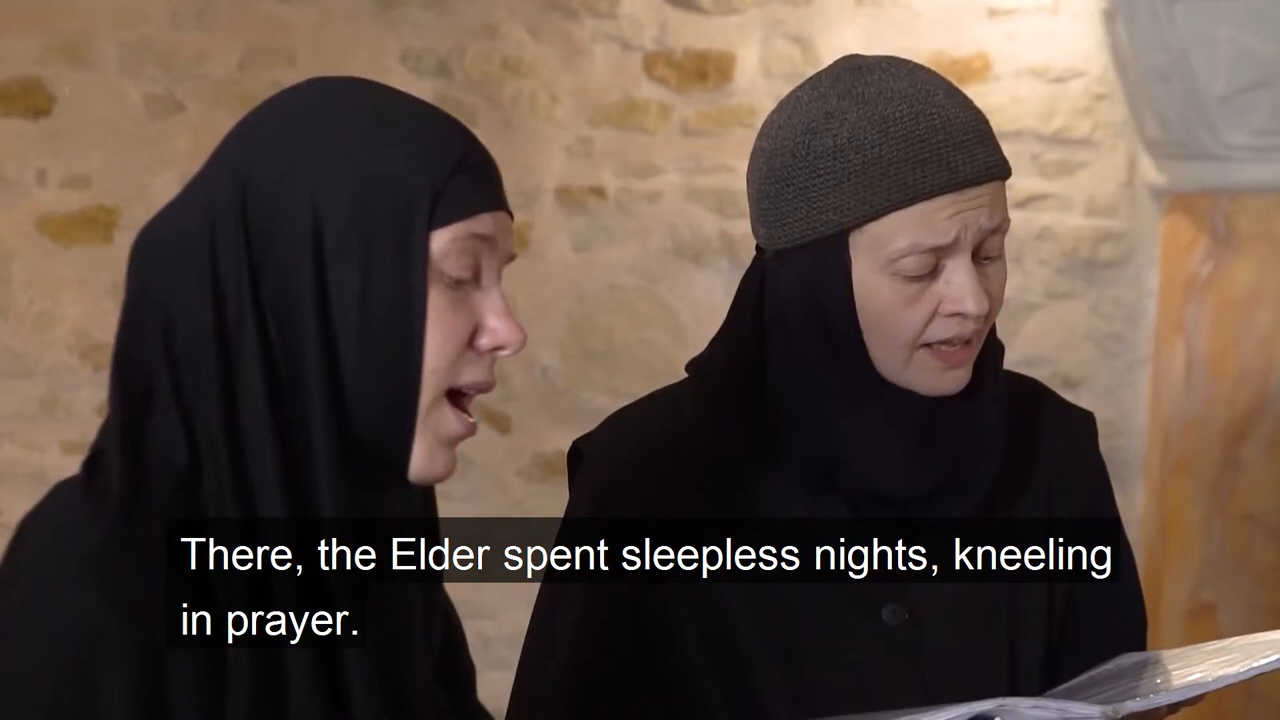 There, the Elder spent sleepless nights, kneeling
in prayer.